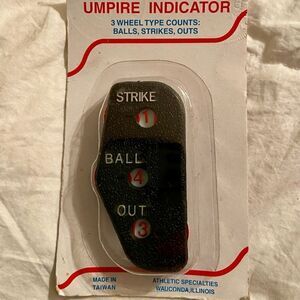 UMPIRE INDICATOR
3 WHEEL TYPE COUNTS:
BALLS, STRIKES, OUTS
STRIKE
1
BALL
4
OUT
3
MADE IN
TAIWAN
ATHLETIC SPECIALTIES
WAUCONDA, ILLINOIS